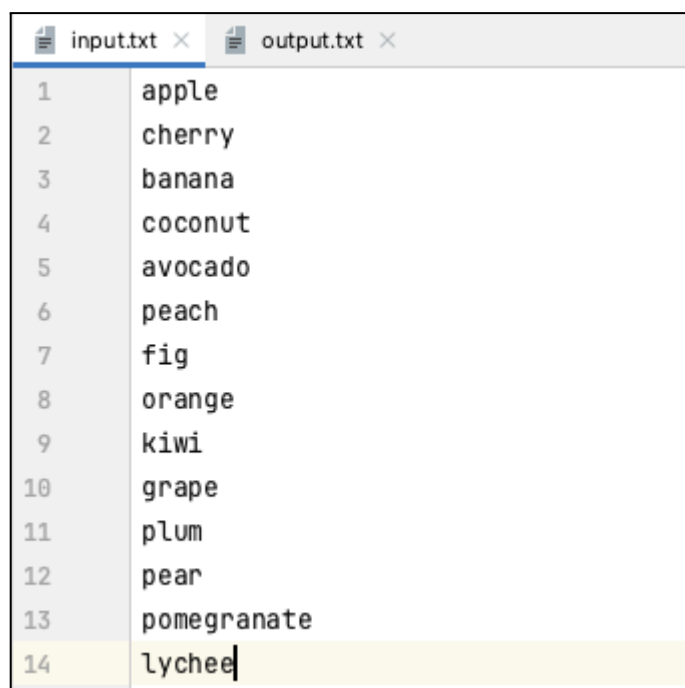 input.txt output.txt
1 apple
2 cherry
3 banana
4 coconut
5 avocado
6 peach
7 fig
8 orange
9 kiwi
10 grape
11 plum
12 pear
13 pomegranate
14 lychee